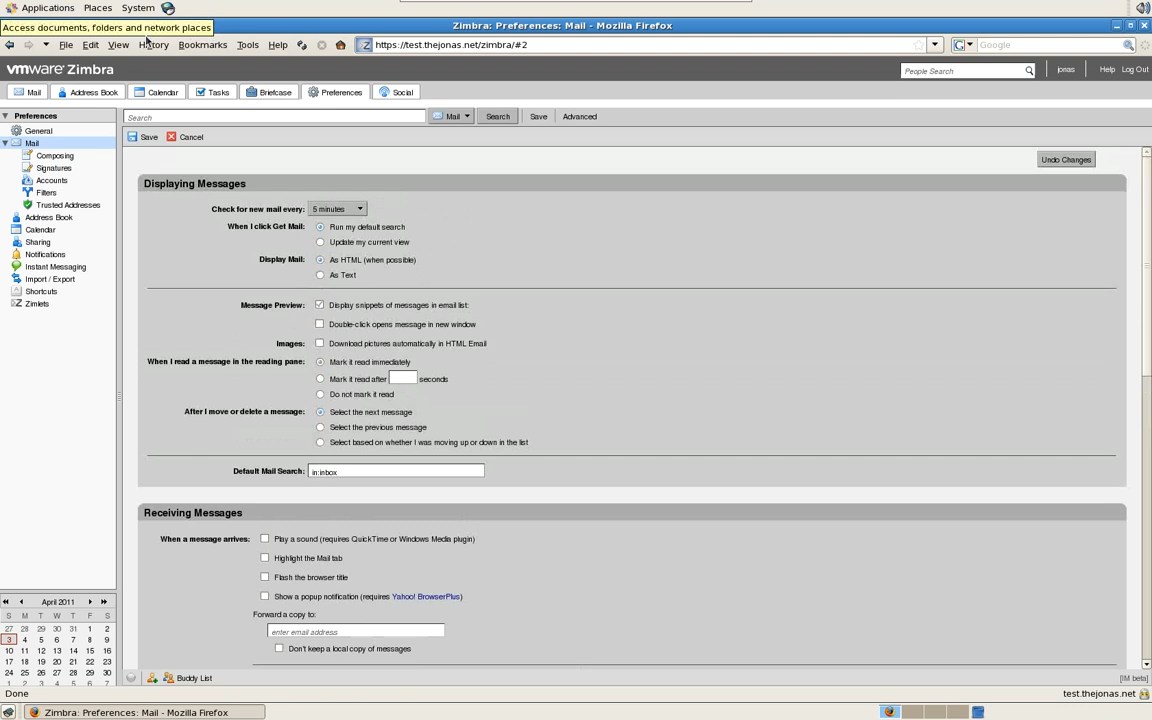 Applications Places System
Access documents, folders and network places
Zimbra: Preferences: Mail - Mozilla Firefox
File Edit View History Bookmarks Tools Help
https://test.thejonas.net/zimbra/#2
Google
vmware Zimbra
People Search
jonas
Help Log Out
Mail Address Book Calendar Tasks Briefcase Preferences Social
Preferences
General
Mail
Composing
Signatures
Accounts
Filters
Trusted Addresses
Address Book
Calendar
Sharing
Notifications
Instant Messaging
Import / Export
Shortcuts
Zimlets
Search
Mail
Search
Save
Advanced
Save Cancel
Undo Changes
Displaying Messages
Check for new mail every: 5 minutes
When I click Get Mail: Run my default search
Update my current view
Display Mail: As HTML (when possible)
As Text
Message Preview: Display snippets of messages in email list:
Double-click opens message in new window
Images: Download pictures automatically in HTML Email
When I read a message in the reading pane: Mark it read immediately
Mark it read after seconds
Do not mark it read
After I move or delete a message: Select the next message
Select the previous message
Select based on whether I was moving up or down in the list
Default Mail Search: in:inbox
Receiving Messages
When a message arrives: Play a sound (requires QuickTime or Windows Media plugin)
Highlight the Mail tab
Flash the browser title
Show a popup notification (requires Yahoo! BrowserPlus)
Forward a copy to:
enter email address
Don't keep a local copy of messages
April 2011
S M T W T F S
27 28 29 30 31 1 2
3 4 5 6 7 8 9
10 11 12 13 14 15 16
17 18 19 20 21 22 23
24 25 26 27 28 29 30
1 2 3 4 5 6 7
Buddy List
[IM beta]
Done
test.thejonas.net
Zimbra: Preferences: Mail - Mozilla Firefox